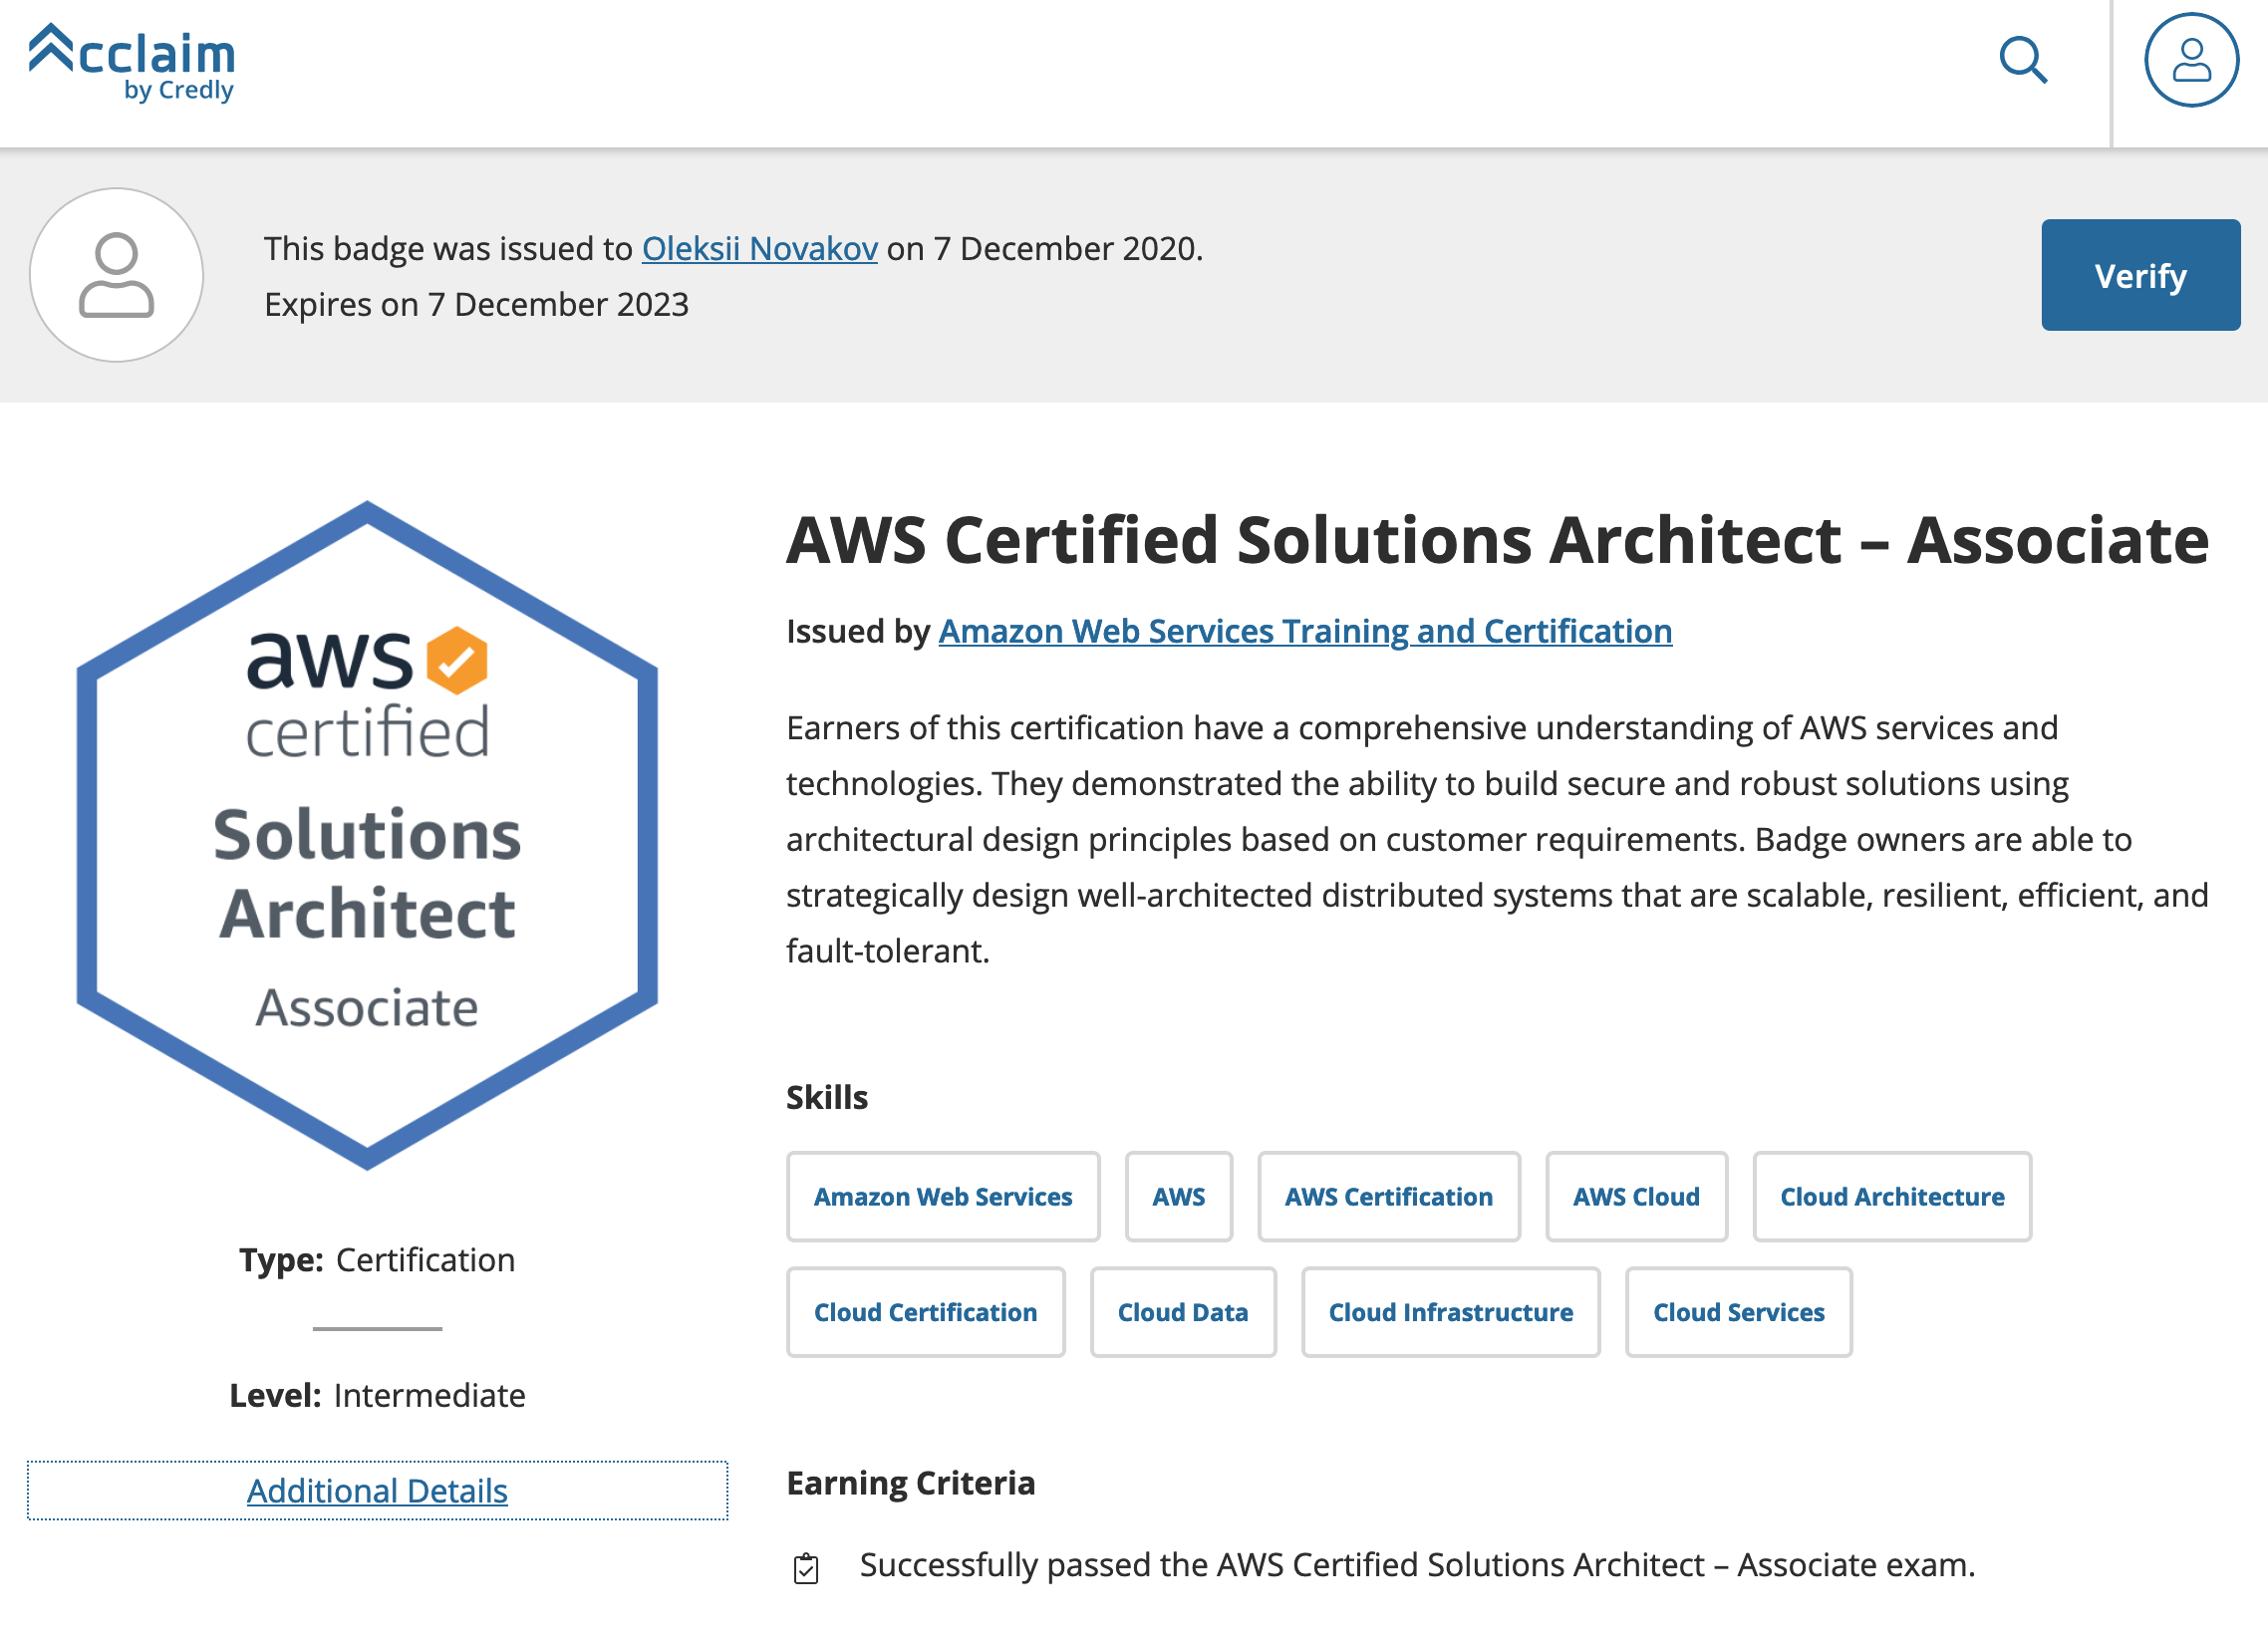 Acclaim
by Credly
This badge was issued to Oleksii Novakov on 7 December 2020.
Expires on 7 December 2023
Verify
aws
certified
Solutions
Architect
Associate
Type: Certification
Level: Intermediate
Additional Details
AWS Certified Solutions Architect – Associate
Issued by Amazon Web Services Training and Certification
Earners of this certification have a comprehensive understanding of AWS services and
technologies. They demonstrated the ability to build secure and robust solutions using
architectural design principles based on customer requirements. Badge owners are able to
strategically design well-architected distributed systems that are scalable, resilient, efficient, and
fault-tolerant.
Skills
Amazon Web Services AWS AWS Certification AWS Cloud Cloud Architecture
Cloud Certification Cloud Data Cloud Infrastructure Cloud Services
Earning Criteria
Successfully passed the AWS Certified Solutions Architect – Associate exam.